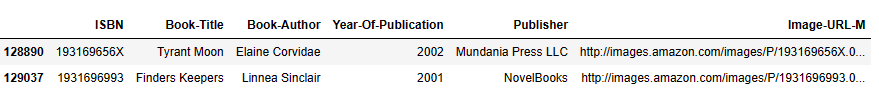 ISBN Book-Title Book-Author Year-Of-Publication Publisher Image-URL-M
128890 193169656X Tyrant Moon Elaine Corvidae 2002 Mundania Press LLC http://images.amazon.com/images/P/193169656X.0...
129037 1931696993 Finders Keepers Linnea Sinclair 2001 NovelBooks http://images.amazon.com/images/P/1931696993.0...